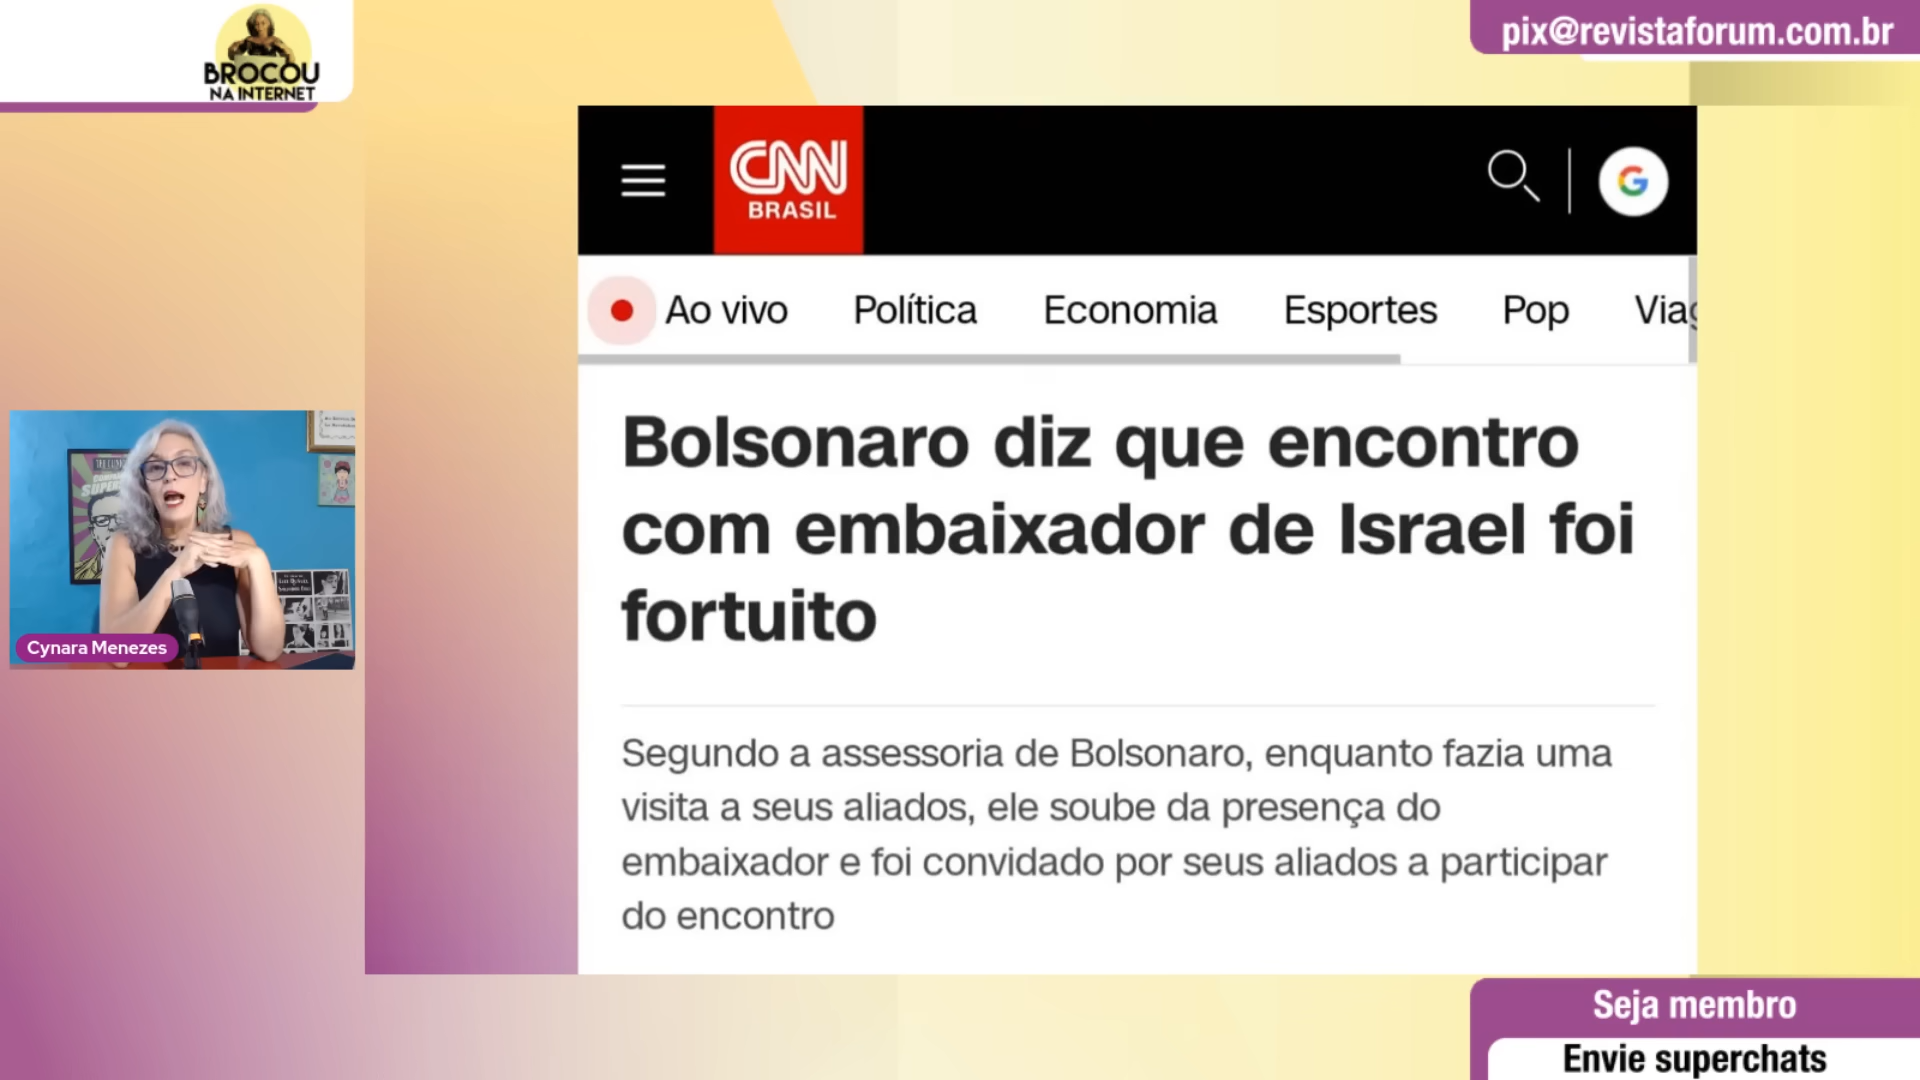 BROCOU
NA INTERNET
pix@revistaforum.com.br
CNN
BRASIL
G
Ao vivo Política Economia Esportes Pop Viag
Bolsonaro diz que encontro
com embaixador de Israel foi
fortuito
Segundo a assessoria de Bolsonaro, enquanto fazia uma
visita a seus aliados, ele soube da presença do
embaixador e foi convidado por seus aliados a participar
do encontro
SUPER
Cynara Menezes
Seja membro
Envie superchats